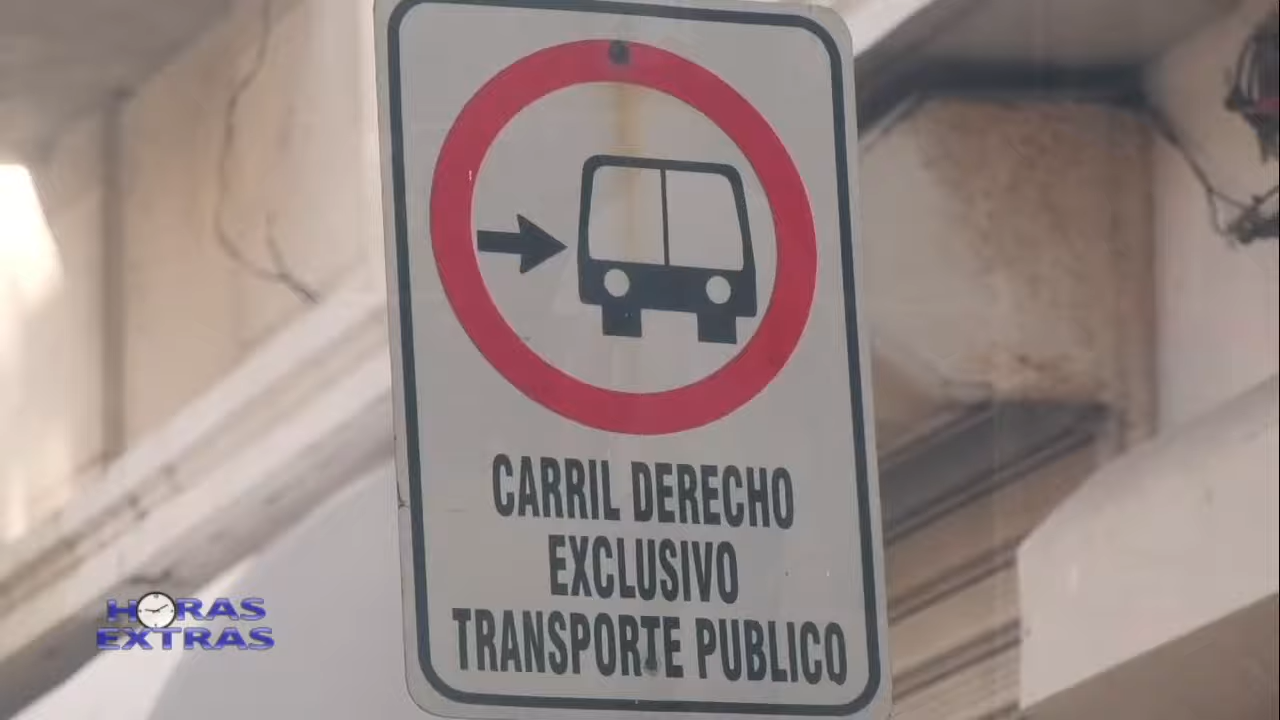 CARRIL DERECHO
EXCLUSIVO
TRANSPORTE PUBLICO
HORAS
EXTRAS